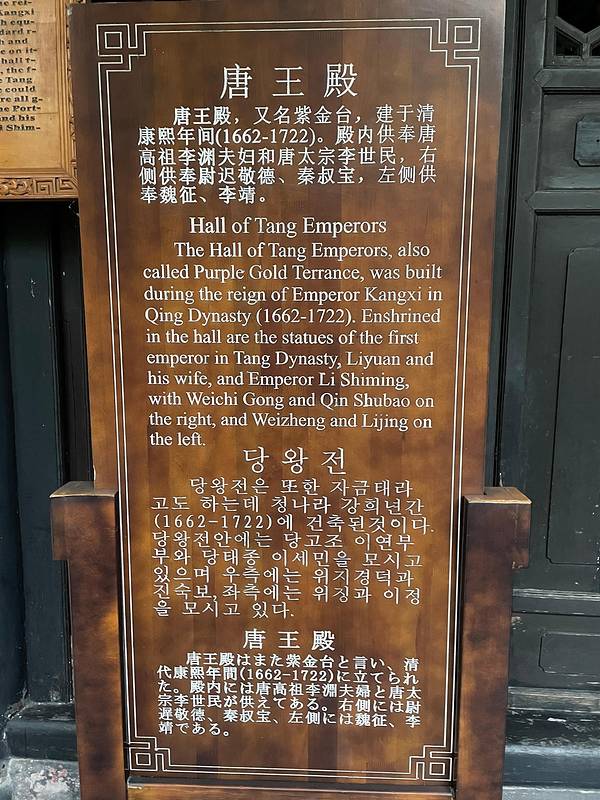 唐王殿
唐王殿，又名紫金台，建于清
康熙年间(1662-1722)。殿内供奉唐
高祖李渊夫妇和唐太宗李世民，右
侧供奉尉迟敬德、秦叔宝，左侧供
奉魏征、李靖。
Hall of Tang Emperors
The Hall of Tang Emperors, also
called Purple Gold Terrance, was built
during the reign of Emperor Kangxi in
Qing Dynasty (1662-1722). Enshrined
in the hall are the statues of the first
emperor in Tang Dynasty, Liyuan and
his wife, and Emperor Li Shiming,
with Weichi Gong and Qin Shubao on
the right, and Weizheng and Lijing on
the left.
당왕전
당왕전은 또한 자금태라
고도 하는데 청나라 강희년간
(1662-1722)에 건축된것이다.
당왕전안에는 당고조 이연부
부와 당태종 이세민을 모시고
있으며 우측에는 위지경덕과
진숙보,좌측에는 위징과 이정
을 모시고 있다.
唐王殿
唐王殿はまた紫金台と言い、清
代康熙年間(1662-1722)に立てられ
た。殿内には唐高祖李淵夫婦と唐太
宗李世民が供えてある。右側には尉
遅敬徳、秦叔宝、左側には魏征、李
靖である。